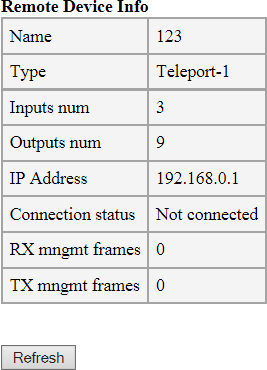 Remote Device Info
Name 123
Type Teleport-1
Inputs num 3
Outputs num 9
IP Address 192.168.0.1
Connection status Not connected
RX mngmt frames 0
TX mngmt frames 0
Refresh